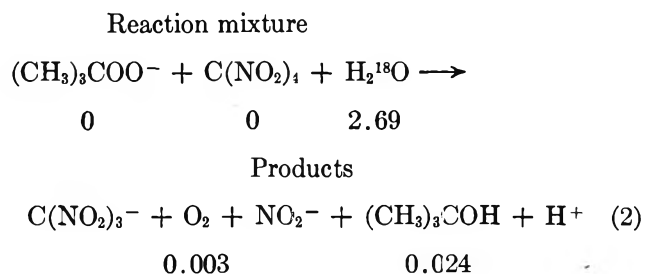 Reaction mixture
(CH₃)₃COO⁻ + C(NO₂)₄ + H₂¹⁸O ⟶
0 0 2.69
Products
C(NO₂)₃⁻ + O₂ + NO₂⁻ + (CH₃)₃COH + H⁺ (2)
0.003 0.024